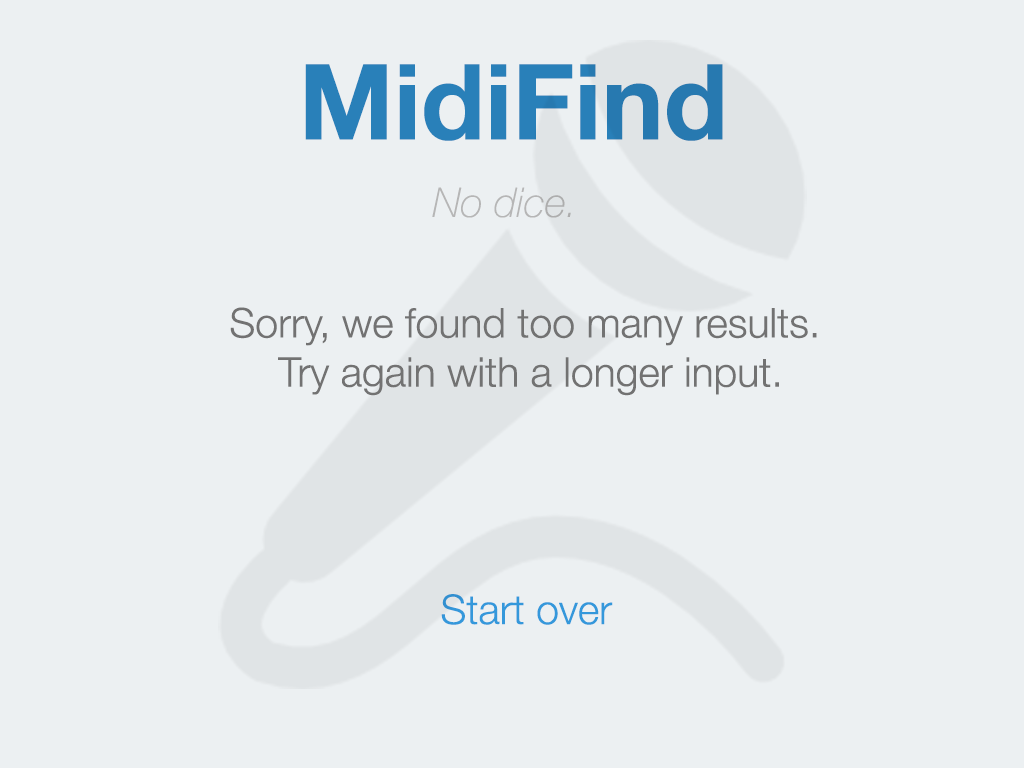 MidiFind
No dice.
Sorry, we found too many results.
Try again with a longer input.
Start over